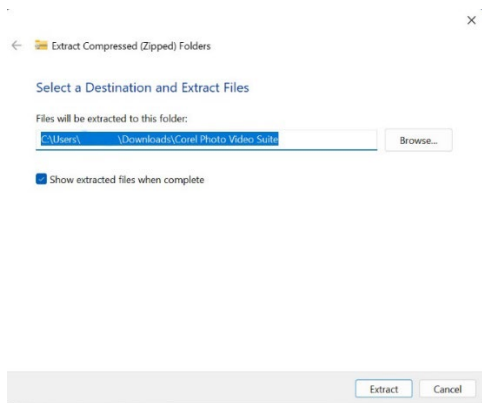 Extract Compressed (Zipped) Folders
Select a Destination and Extract Files
Files will be extracted to this folder:
C:\Users\ \Downloads\Corel Photo Video Suite
Browse...
Show extracted files when complete
Extract
Cancel